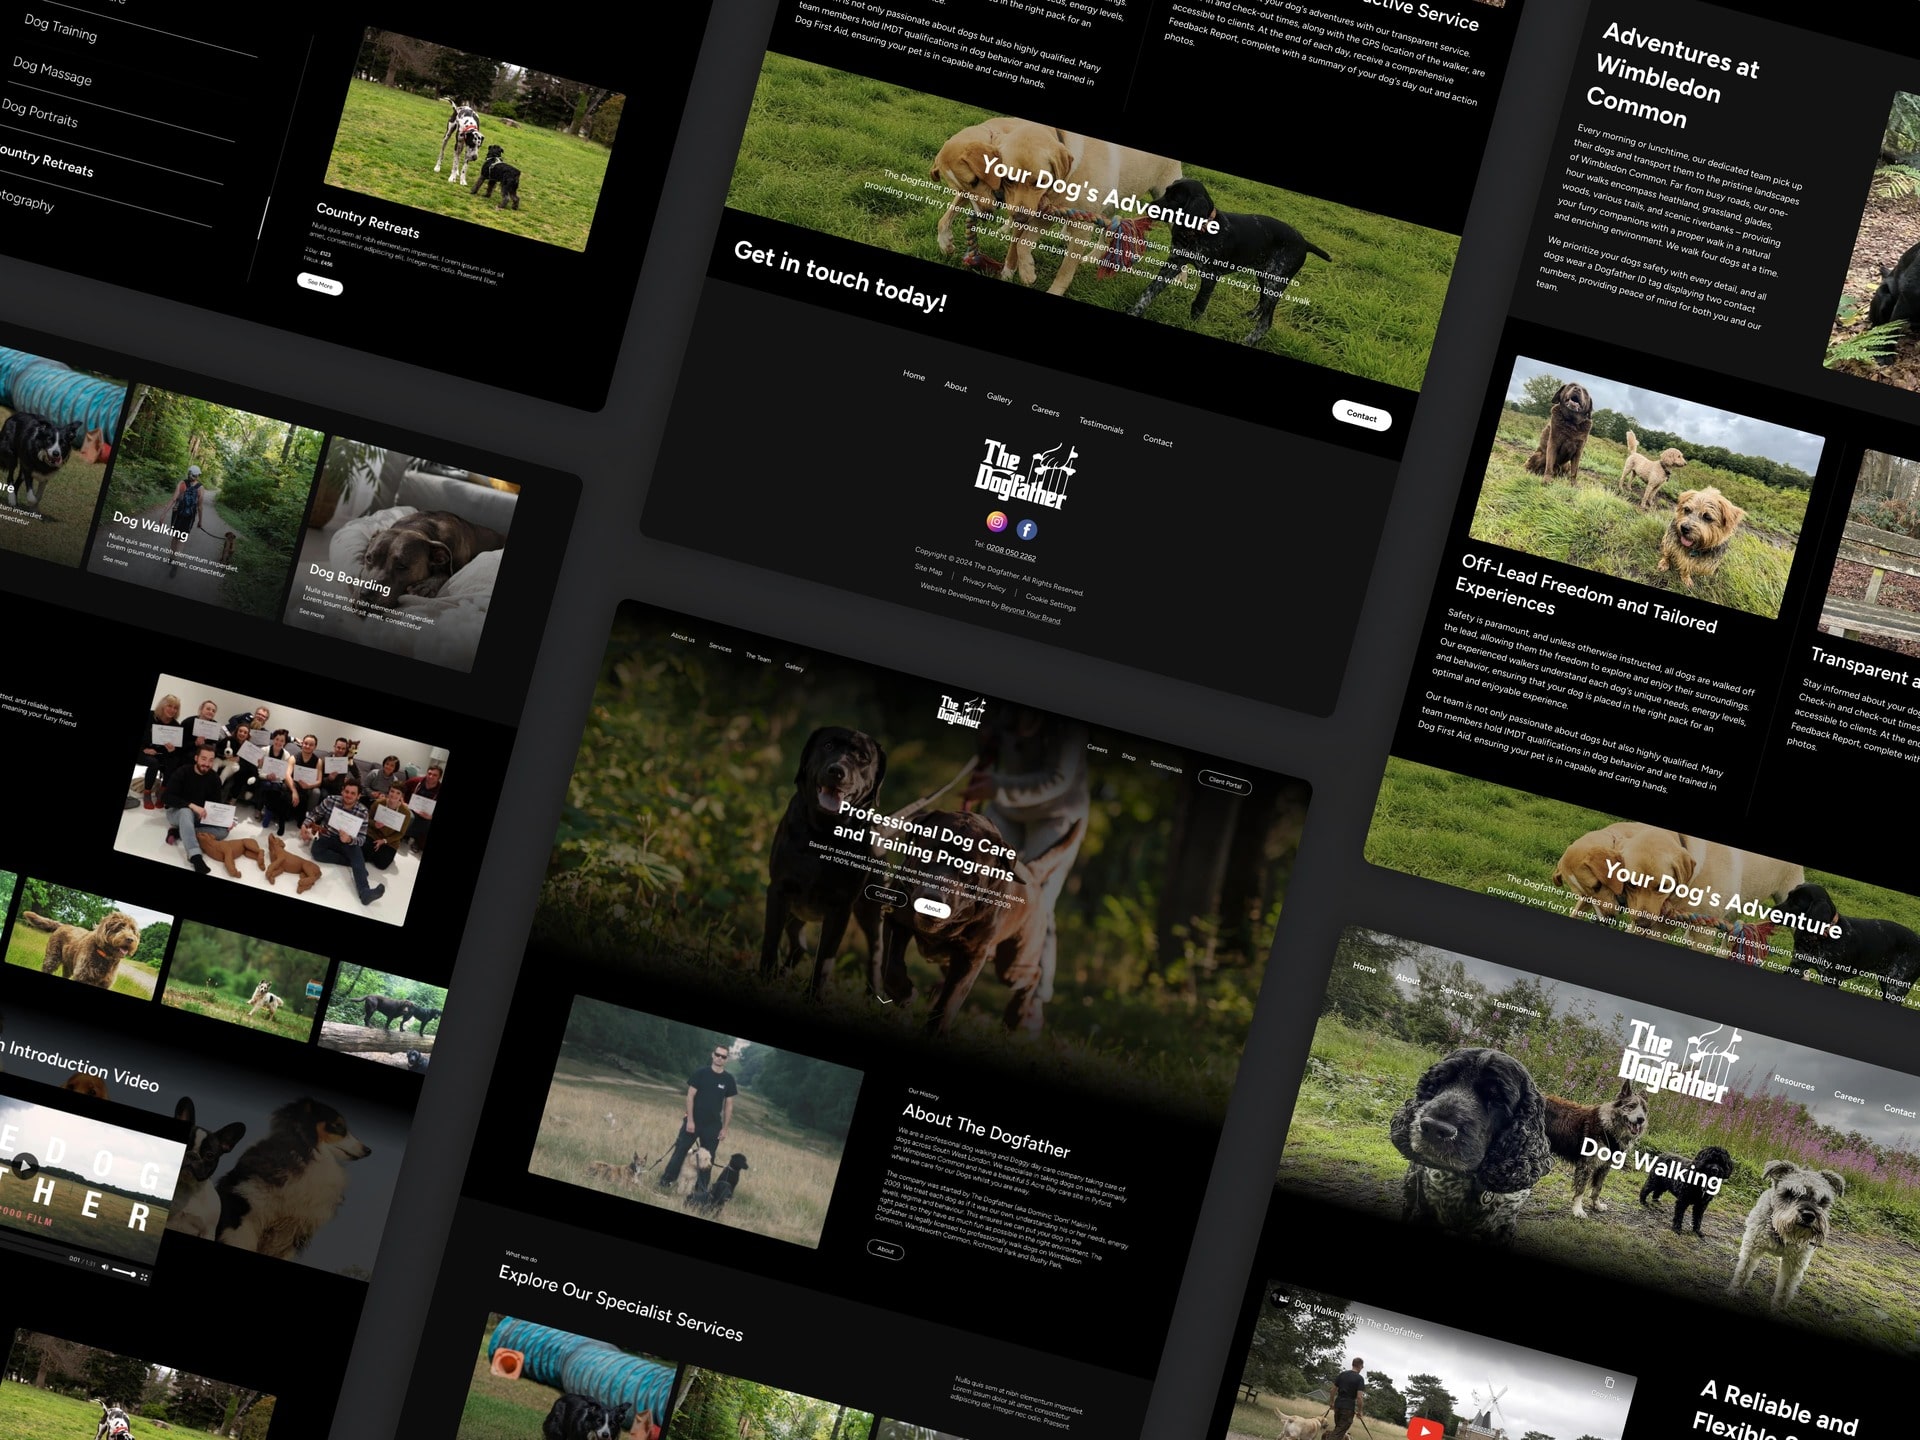 Dog Training
Dog Massage
Dog Portraits
Country Retreats
Country Retreats
Nulla quis sem at nibh elementum imperdiet. Lorem ipsum dolor sit
amet, consectetur adipiscing elit. Integer nec odio. Praesent liber.
2 Day: £123
1 Week: £456
See More
Dog Walking
Nulla quis sem at nibh elementum imperdiet.
Lorem ipsum dolor sit amet, consectetur
See more
Dog Boarding
Nulla quis sem at nibh elementum imperdiet.
Lorem ipsum dolor sit amet, consectetur
See more
and reliable walkers.
meaning your furry friend
Introduction Video
E D O G
T H E R
FILM
0:01 / 1:31
in the right pack for an
team members hold IMDT qualifications in dog behavior and are trained in
Dog First Aid, ensuring your pet is in capable and caring hands.
Service
your dog's adventures with our transparent service.
in and check-out times, along with the GPS location of the walker, are
accessible to clients. At the end of each day, receive a comprehensive
Feedback Report, complete with a summary of your dog's day out and action
photos.
Your Dog's Adventure
The Dogfather provides an unparalleled combination of professionalism, reliability, and a commitment to
providing your furry friends with the joyous outdoor experiences they deserve. Contact us today to book a walk
and let your dog embark on a thrilling adventure with us!
Get in touch today!
Contact
Home About Gallery Careers Testimonials Contact
The
Dogfather
Tel: 0208 050 2262
Copyright © 2024 The Dogfather. All Rights Reserved.
Site Map | Privacy Policy | Cookie Settings
Website Development by Beyond Your Brand.
About us Services The Team Gallery
The
Dogfather
Careers Shop Testimonials Client Portal
Professional Dog Care
and Training Programs
Based in southwest London, we have been offering a professional, reliable,
and 100% flexible service available seven days a week since 2009.
Contact About
Our History
About The Dogfather
We are a professional dog walking and Doggy day care company taking care of
dogs across South West London. We specialise in taking dogs on walks primarily
on Wimbledon Common and have a beautiful 5 Acre Day care site in Pyford,
where we care for our Dogs whilst you are away.
The company was started by The Dogfather (aka Dominic 'Dom' Makin) in
2009. We treat each dog as if it was our own, understanding his or her needs, energy
levels, regime and behaviour. This ensures we can put your dog in the
right pack so they have as much fun as possible in the right environment. The
Dogfather is legally licensed to professionally walk dogs on Wimbledon
Common, Wandsworth Common, Richmond Park and Bushy Park.
About
What we do
Explore Our Specialist Services
Nulla quis sem at nibh elementum imperdiet.
Lorem ipsum dolor sit amet, consectetur
adipiscing elit. Integer nec odio. Praesent.
Adventures at
Wimbledon
Common
Every morning or lunchtime, our dedicated team pick up
their dogs and transport them to the pristine landscapes
of Wimbledon Common. Far from busy roads, our one-
hour walks encompass heathland, grassland, glades,
woods, various trails, and scenic riverbanks – providing
your furry companions with a proper walk in a natural
and enriching environment. We walk four dogs at a time.
We prioritize your dogs safety with every detail, and all
dogs wear a Dogfather ID tag displaying two contact
numbers, providing peace of mind for both you and our
team.
Off-Lead Freedom and Tailored
Experiences
Safety is paramount, and unless otherwise instructed, all dogs are walked off
the lead, allowing them the freedom to explore and enjoy their surroundings.
Our experienced walkers understand each dog's unique needs, energy levels,
and behavior, ensuring that your dog is placed in the right pack for an
optimal and enjoyable experience.
Our team is not only passionate about dogs but also highly qualified. Many
team members hold IMDT qualifications in dog behavior and are trained in
Dog First Aid, ensuring your pet is in capable and caring hands.
Transparent
Stay informed about your
Check-in and check-out times
accessible to clients. At the
Feedback Report, complete with
photos.
Your Dog's Adventure
The Dogfather provides an unparalleled combination of professionalism, reliability, and a commitment
providing your furry friends with the joyous outdoor experiences they deserve. Contact us today to book a
Home About Services Testimonials
The
Dogfather
Resources Careers Contact
Dog Walking
Dog Walking with The Dogfather
Copy link
A Reliable and
Flexible